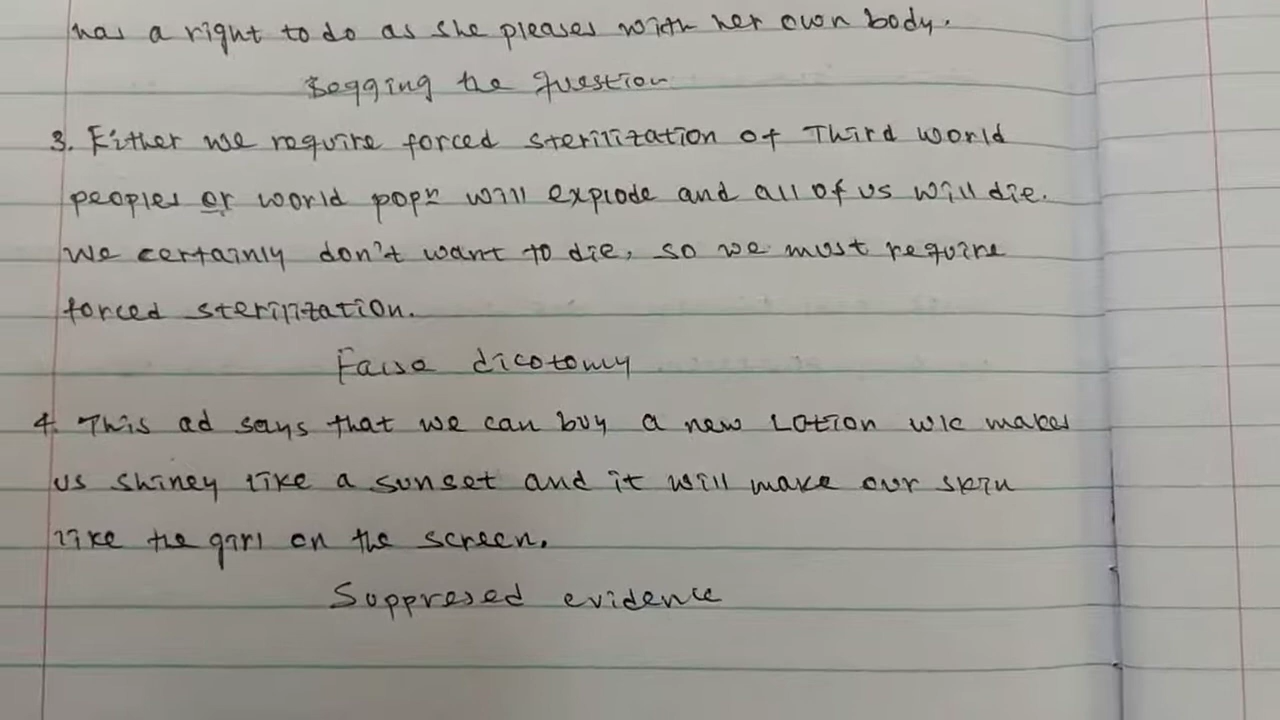 has a right to do as she pleases with her own body.
Begging the question
3. Either we require forced sterilization of Third World
peoples or world popn will explode and all of us will die.
We certainly don't want to die, so we must require
forced sterilization.
False dicotomy
4. This ad says that we can buy a new Lotion wic makes
us shiney like a sunset and it will make our skin
like the girl on the screen.
Suppresed evidence